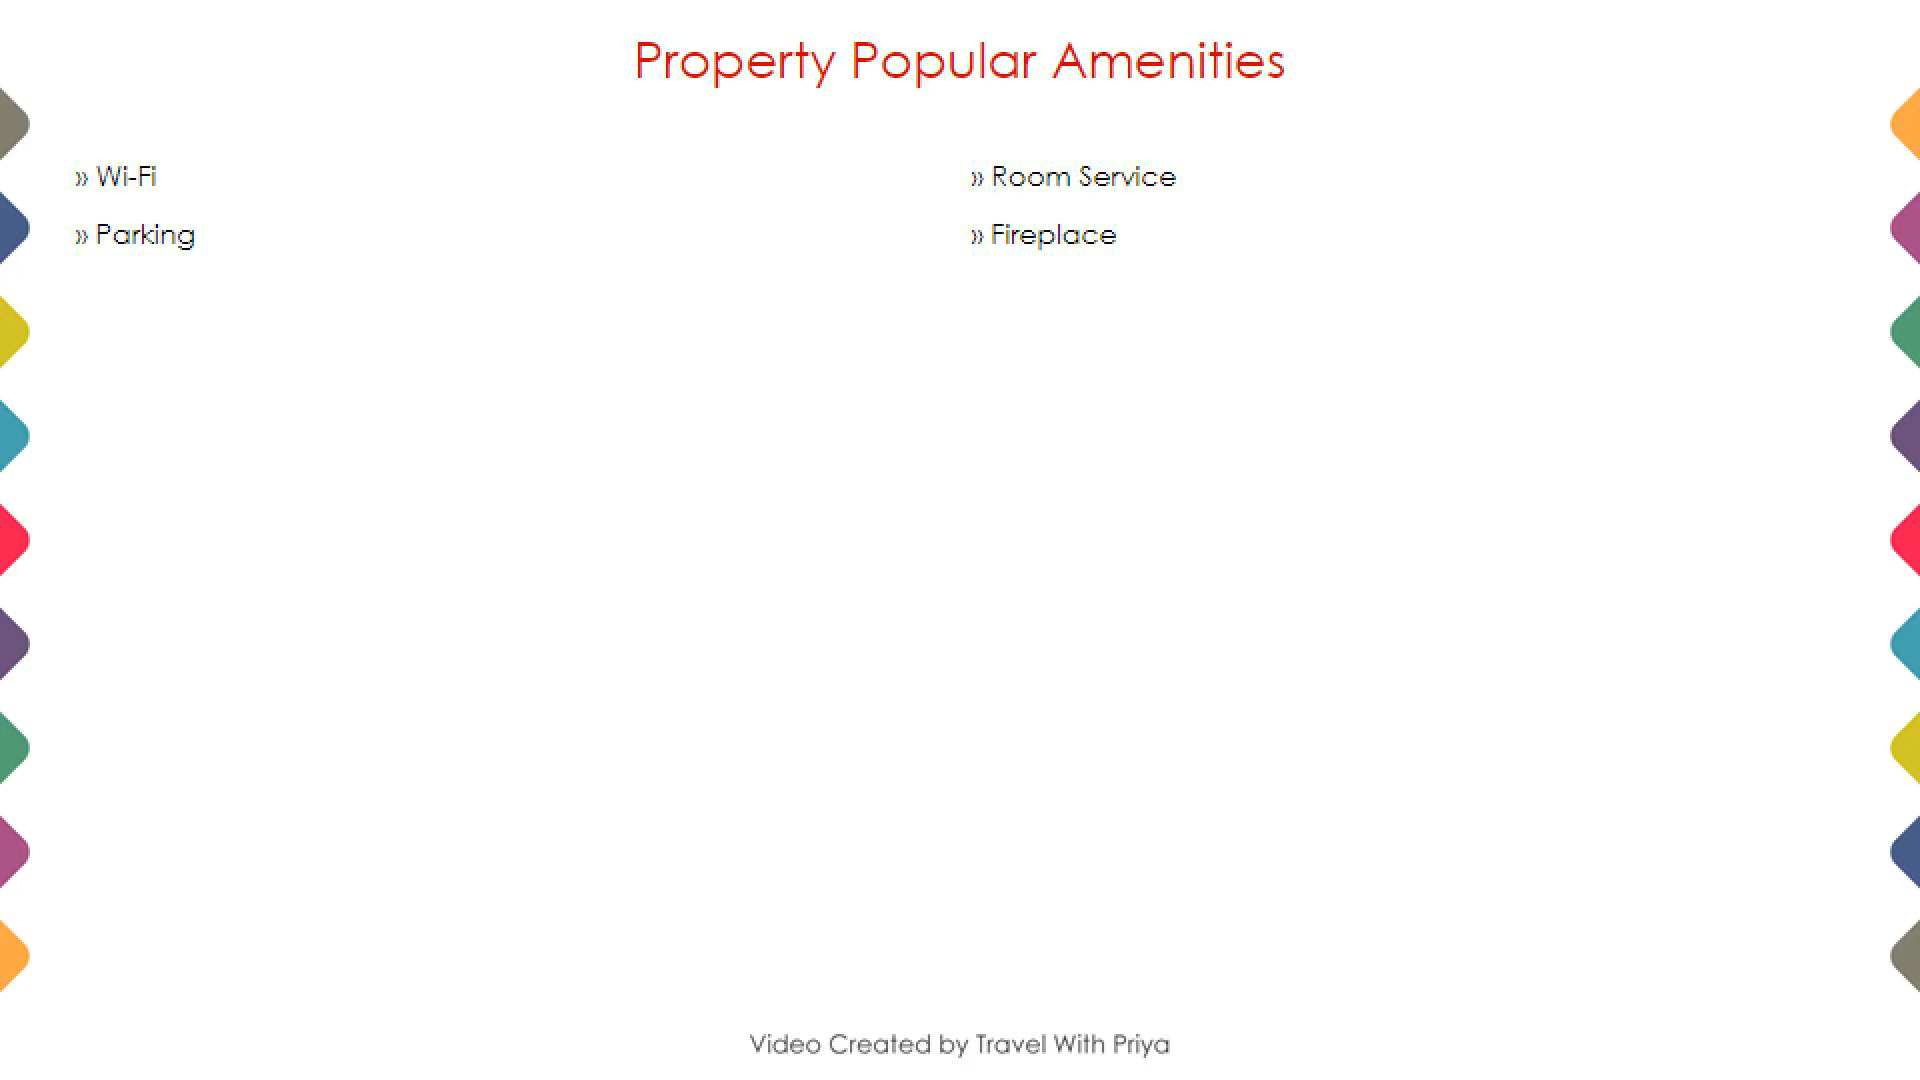 Property Popular Amenities
» Wi-Fi
» Room Service
» Parking
» Fireplace
Video Created by Travel With Priya